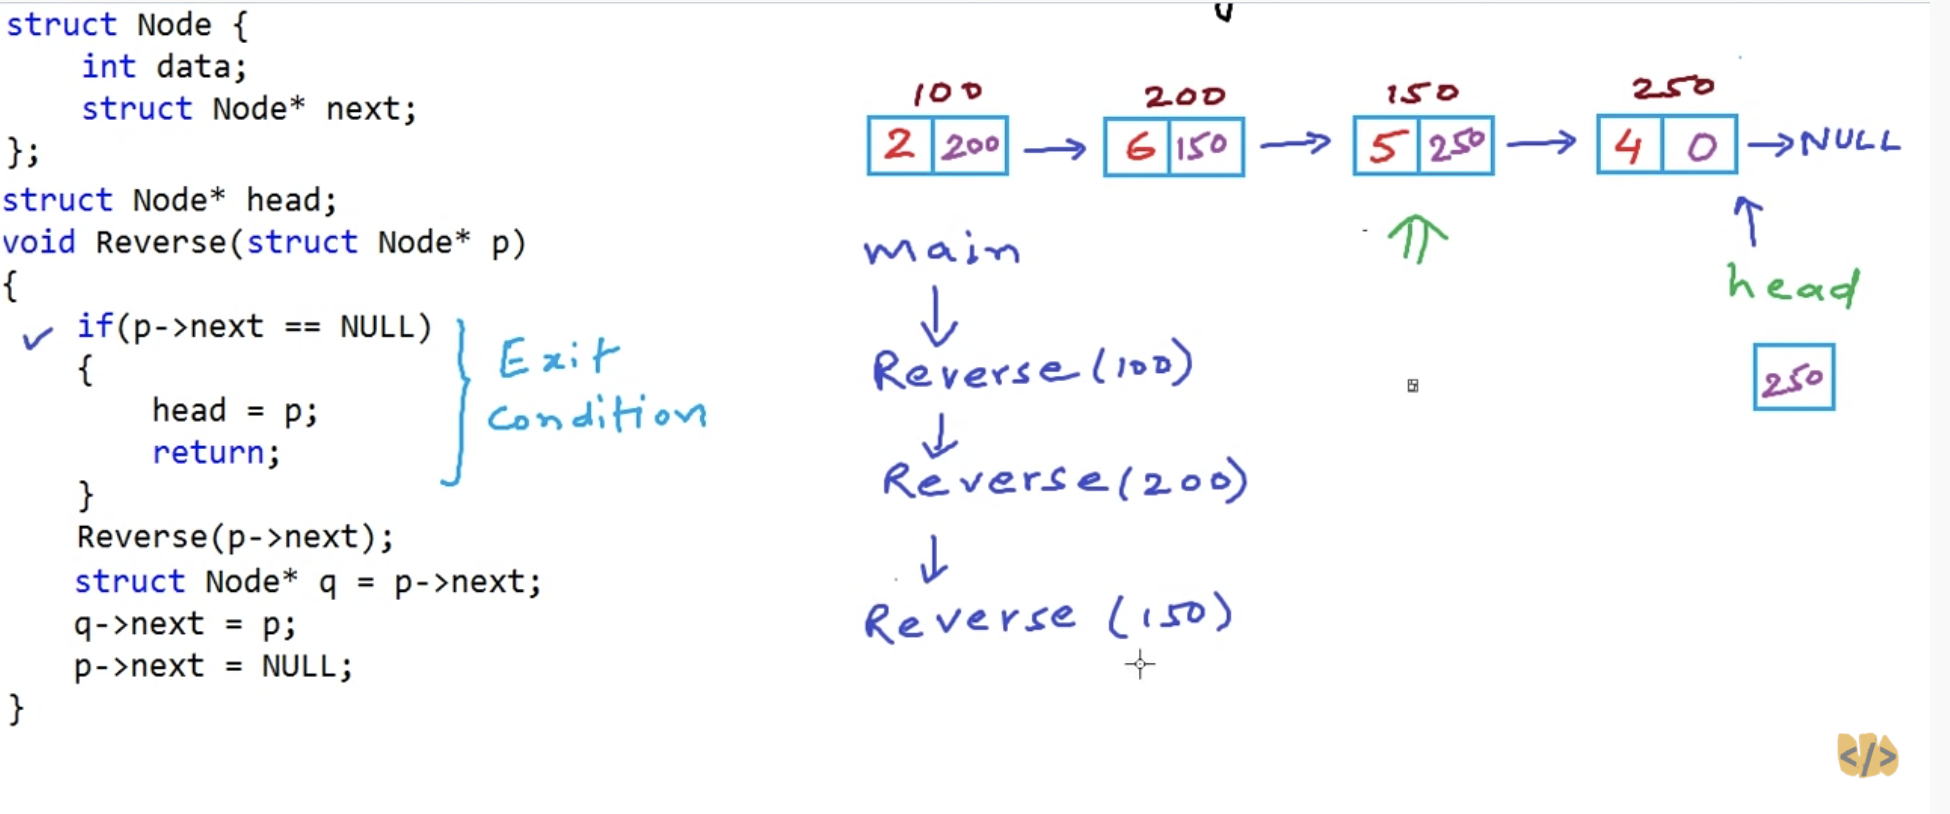 struct Node {
int data;
struct Node* next;
};
struct Node* head;
void Reverse(struct Node* p)
{
if(p->next == NULL)
{
head = p;
return;
}
Reverse(p->next);
struct Node* q = p->next;
q->next = p;
p->next = NULL;
}
Exit
condition
100 200 150 250
2 200 6 150 5 250 4 0 NULL
main
head
250
Reverse(100)
Reverse(200)
Reverse (150)
</>